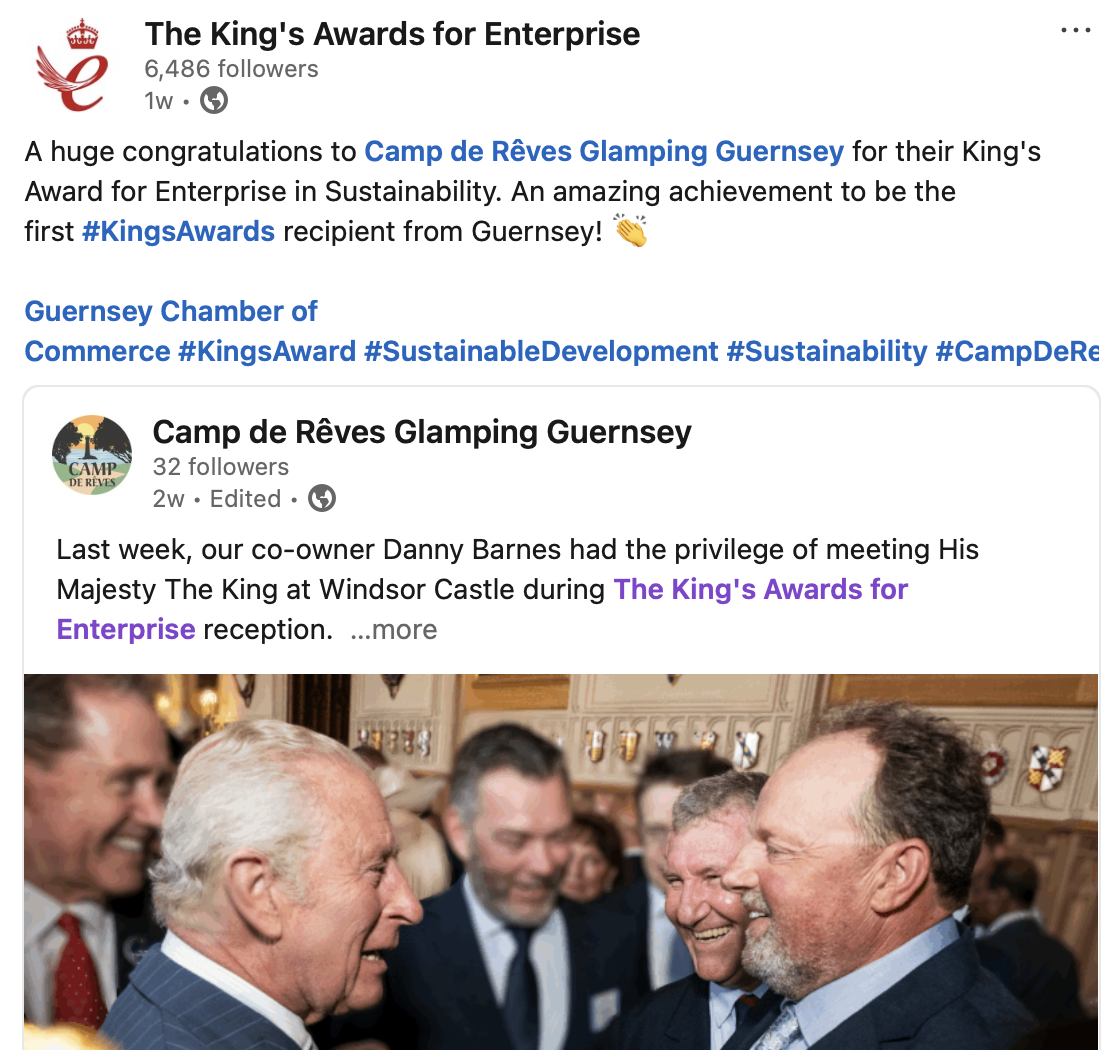 The King's Awards for Enterprise
6,486 followers
1w •
A huge congratulations to Camp de Rêves Glamping Guernsey for their King's
Award for Enterprise in Sustainability. An amazing achievement to be the
first #KingsAwards recipient from Guernsey! 👏
Guernsey Chamber of
Commerce #KingsAward #SustainableDevelopment #Sustainability #CampDeRe
CAMP
DE RÊVES
Camp de Rêves Glamping Guernsey
32 followers
2w • Edited •
Last week, our co-owner Danny Barnes had the privilege of meeting His
Majesty The King at Windsor Castle during The King's Awards for
Enterprise reception. ...more